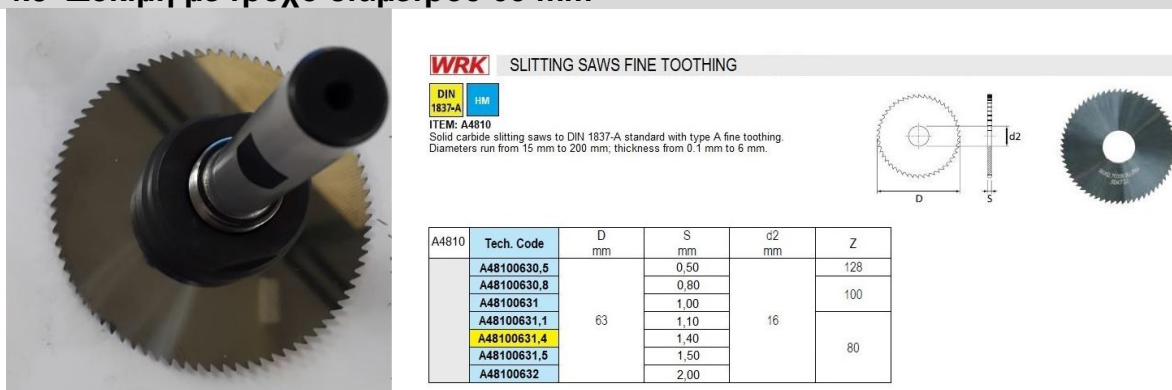 WRK SLITTING SAWS FINE TOOTHING
DIN
1837-A
HM
ITEM: A4810
Solid carbide slitting saws to DIN 1837-A standard with type A fine toothing.
Diameters run from 15 mm to 200 mm; thickness from 0.1 mm to 6 mm.
d2
D
S
A4810 Tech. Code D mm S mm d2 mm Z
A48100630,5 0,50 128
A48100630,8 0,80 100
A48100631 1,00
A48100631,1 63 1,10 16
A48100631,4 1,40 80
A48100631,5 1,50
A48100632 2,00